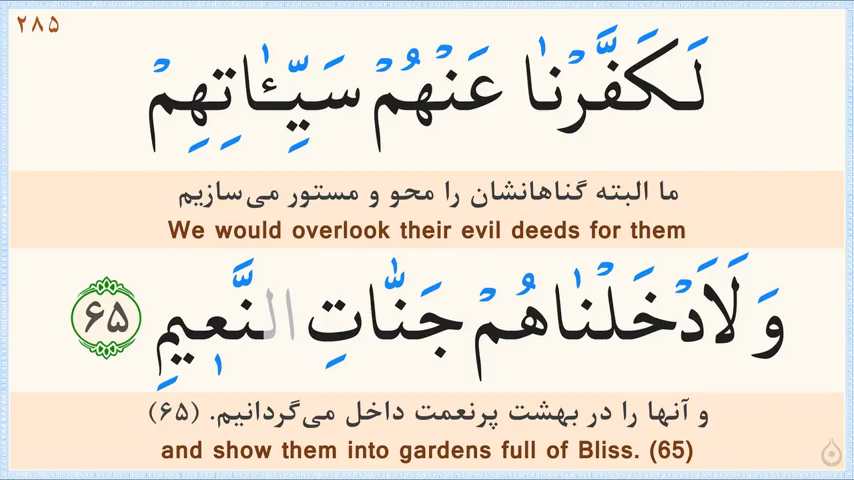 ۲۸۵
لَكَفَّرْنٰا عَنْهُمْ سَيِّـٰٔاتِهِمْ
ما البته گناهانشان را محو و مستور می‌سازیم
We would overlook their evil deeds for them
وَ لَاَدْخَلْنٰاهُمْ جَنّٰاتِ النَّعٖيمِ ۶۵
و آنها را در بهشت پرنعمت داخل می‌گردانیم. (۶۵)
and show them into gardens full of Bliss. (65)